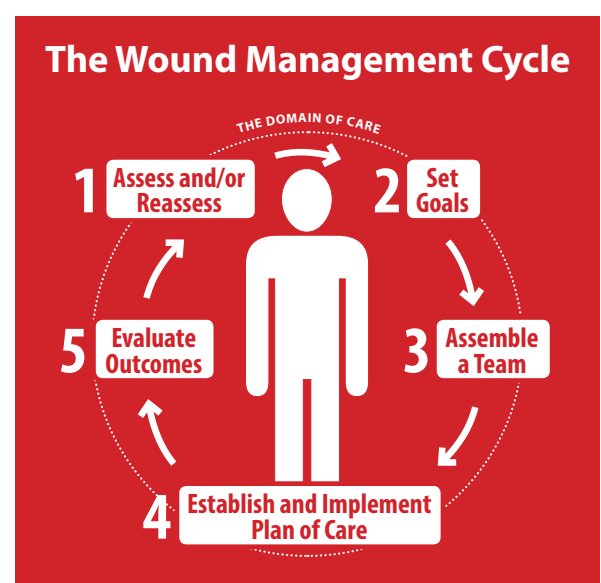 The Wound Management Cycle
THE DOMAIN OF CARE
1 Assess and/or
Reassess
2 Set
Goals
3 Assemble
a Team
4 Establish and Implement
Plan of Care
5 Evaluate
Outcomes